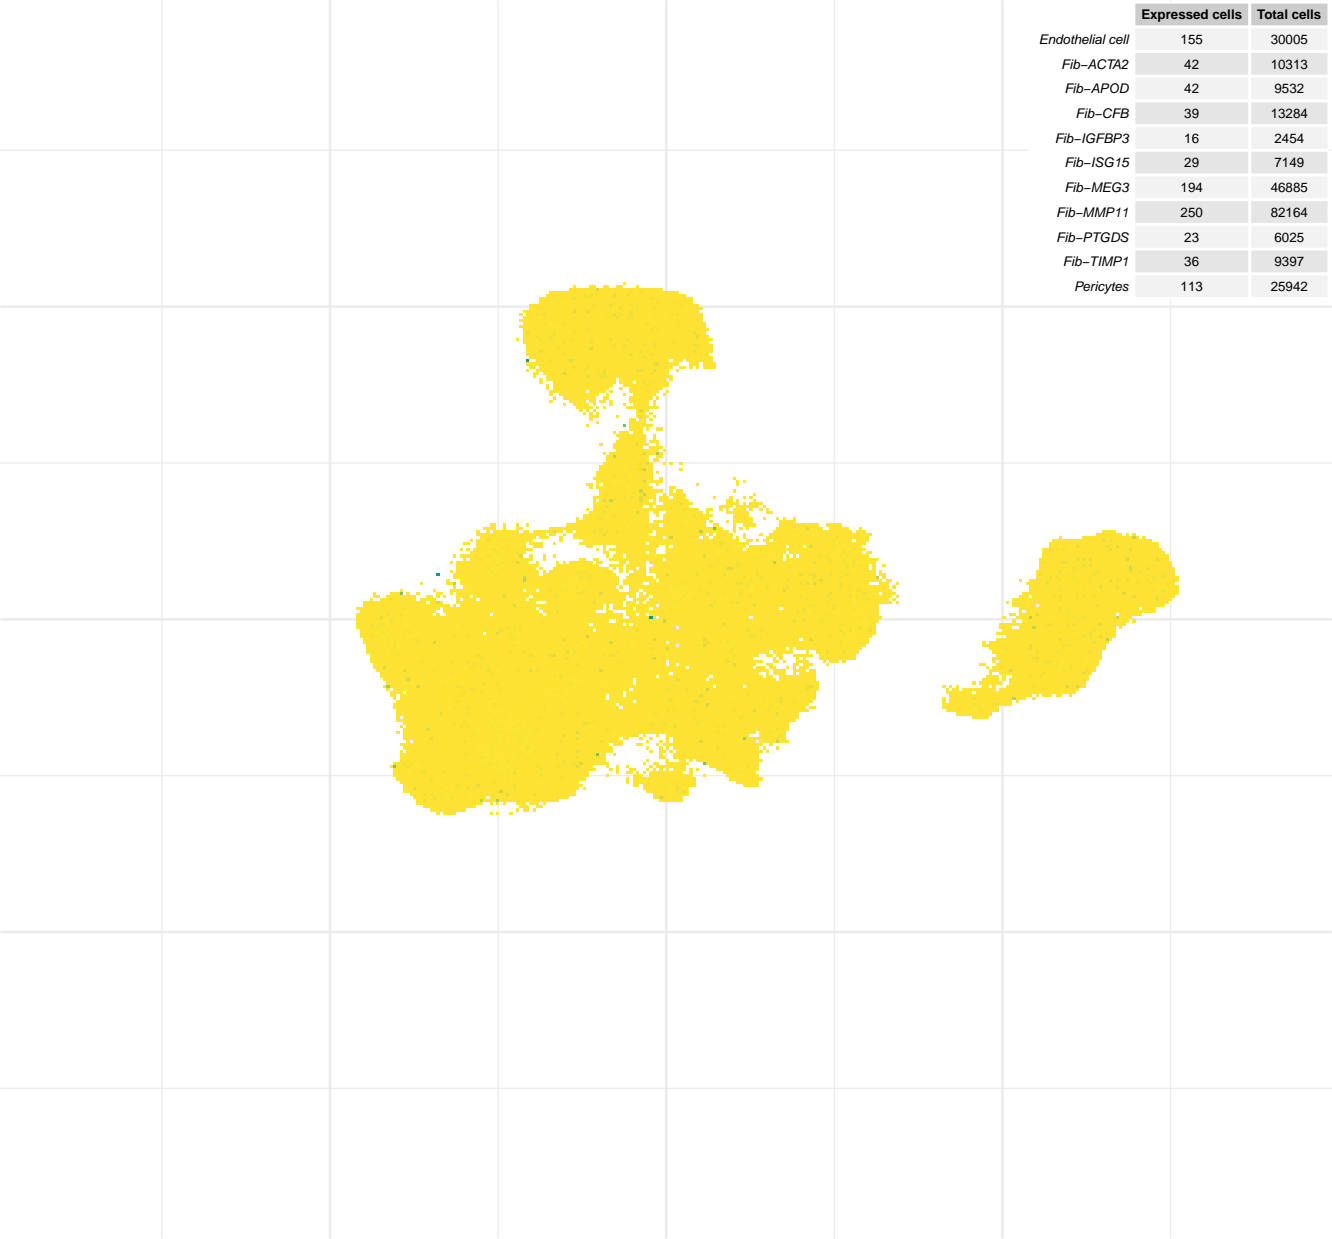 Expressed cells Total cells
Endothelial cell 155 30005
Fib−ACTA2 42 10313
Fib−APOD 42 9532
Fib−CFB 39 13284
Fib−IGFBP3 16 2454
Fib−ISG15 29 7149
Fib−MEG3 194 46885
Fib−MMP11 250 82164
Fib−PTGDS 23 6025
Fib−TIMP1 36 9397
Pericytes 113 25942